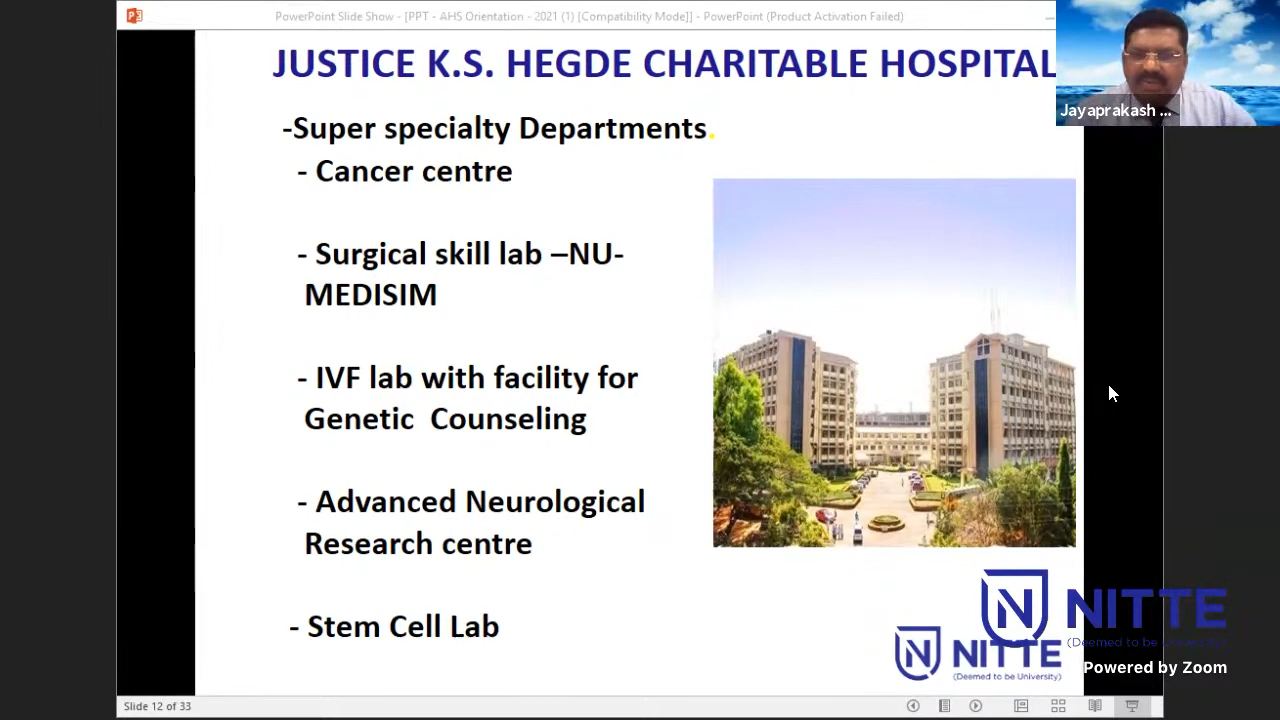 PowerPoint Slide Show - [PPT - AHS Orientation - 2021 (1) [Compatibility Mode]] - PowerPoint (Product Activation Failed)
JUSTICE K.S. HEGDE CHARITABLE HOSPITAL
Jayaprakash ...
-Super specialty Departments.
- Cancer centre
- Surgical skill lab –NU-
MEDISIM
- IVF lab with facility for
Genetic Counseling
- Advanced Neurological
Research centre
- Stem Cell Lab
NITTE
(Deemed to be University)
NITTE
(Deemed to be University)
Powered by Zoom
Slide 12 of 33